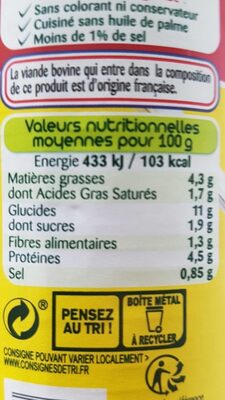 ✓ Sans colorant ni conservateur
✓ Cuisiné sans huile de palme
✓ Moins de 1% de sel
La viande bovine qui entre dans la composition
de ce produit est d'origine française.
Valeurs nutritionnelles
moyennes pour 100g
Energie 433 kJ / 103 kcal
Matières grasses 4,3 g
dont Acides Gras Saturés 1,7 g
Glucides 11 g
dont sucres 1,9 g
Fibres alimentaires 1,3 g
Protéines 4,5 g
Sel 0,85 g
®
PENSEZ
AU TRI !
BOÎTE MÉTAL
À RECYCLER
CONSIGNE POUVANT VARIER LOCALEMENT >
WWW.CONSIGNESDETRI.FR